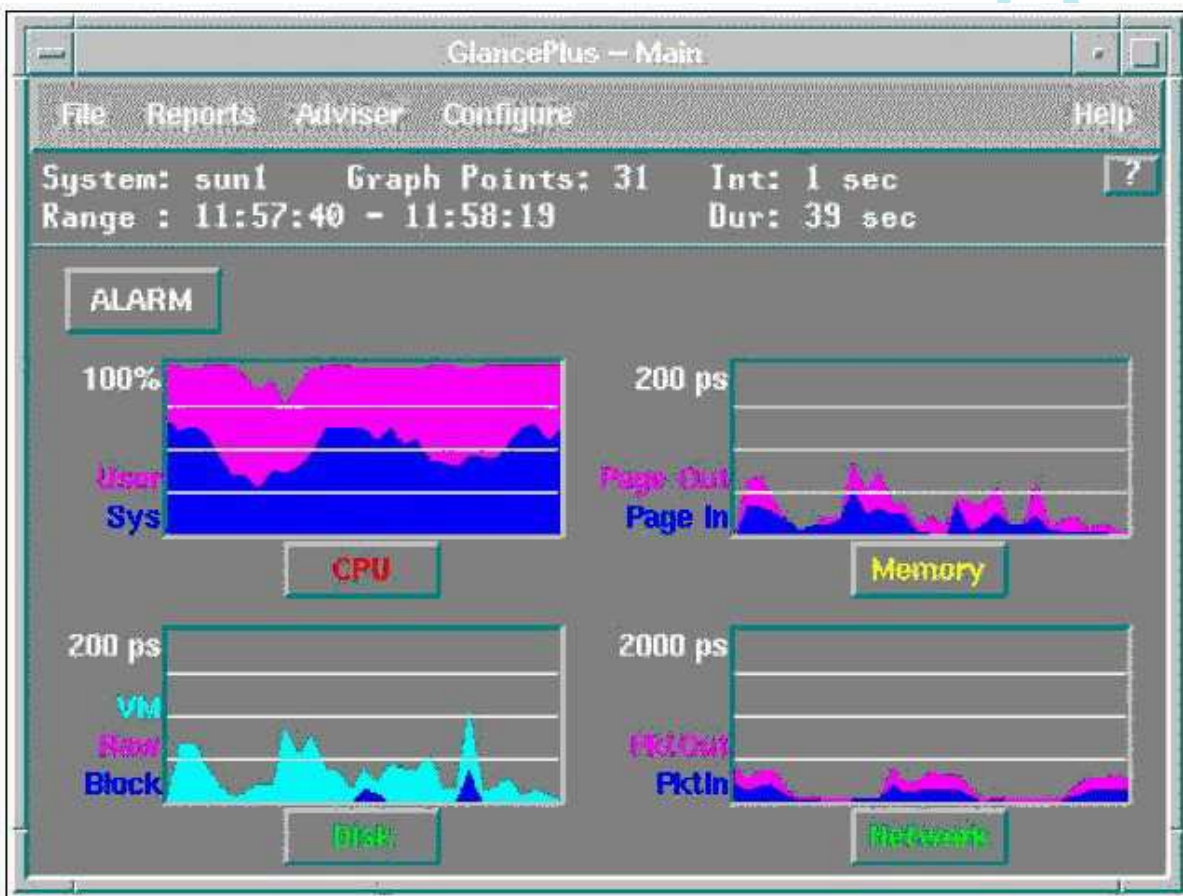 GlancePlus – Main
File Reports Adviser Configure Help
System: sun1 Graph Points: 31 Int: 1 sec ?
Range : 11:57:40 - 11:58:19 Dur: 39 sec
ALARM
100%
User
Sys
CPU
200 ps
Page Out
Page In
Memory
200 ps
VM
Raw
Block
Disk
2000 ps
PktOut
PktIn
Network